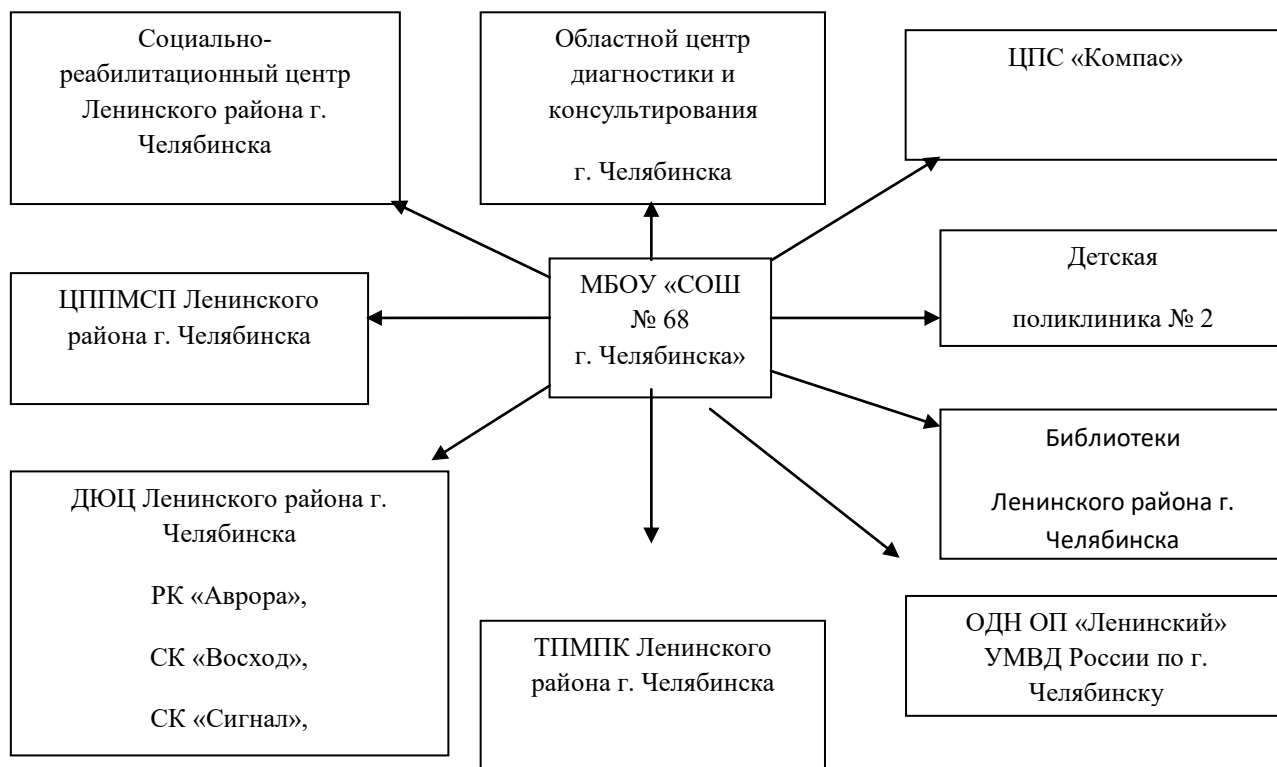 Социально-
реабилитационный центр
Ленинского района г.
Челябинска
Областной центр
диагностики и
консультирования
г. Челябинска
ЦПС «Компас»
ЦППМСП Ленинского
района г. Челябинска
МБОУ «СОШ
№ 68
г. Челябинска»
Детская
поликлиника № 2
Библиотеки
Ленинского района г.
Челябинска
ДЮЦ Ленинского района г.
Челябинска
РК «Аврора»,
СК «Восход»,
СК «Сигнал»,
ТПМПК Ленинского
района г. Челябинска
ОДН ОП «Ленинский»
УМВД России по г.
Челябинску